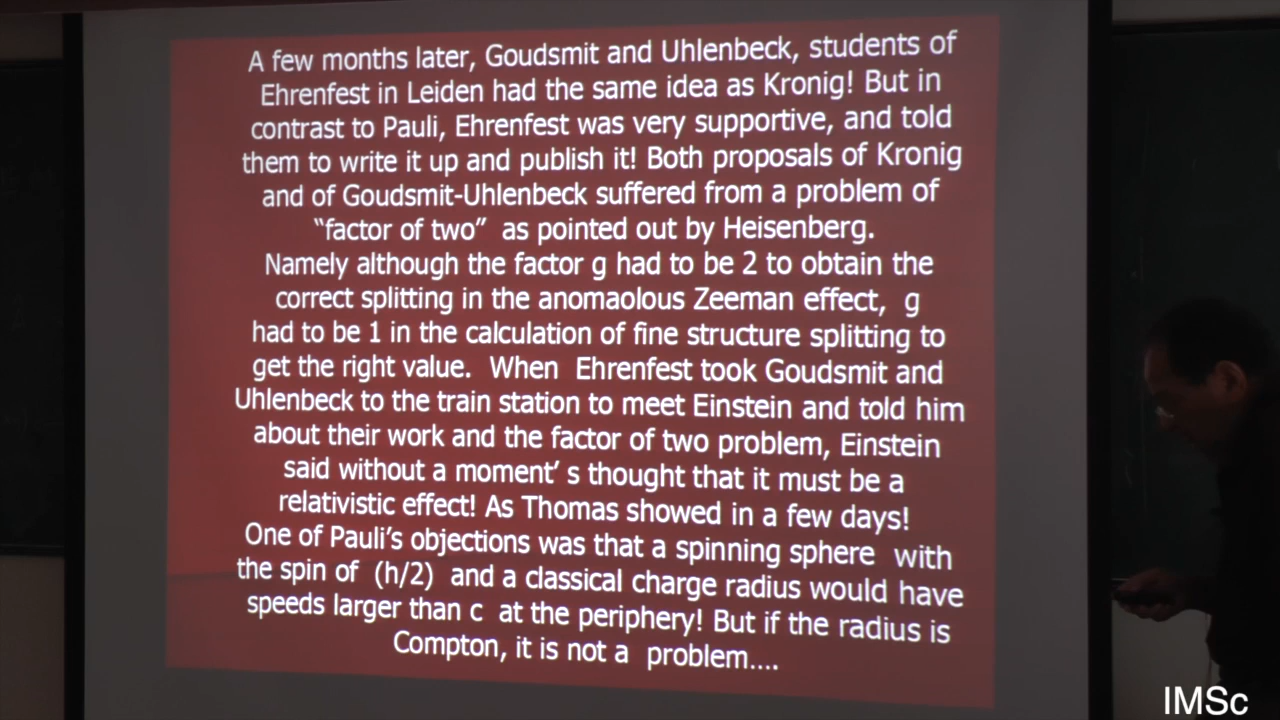 A few months later, Goudsmit and Uhlenbeck, students of
Ehrenfest in Leiden had the same idea as Kronig! But in
contrast to Pauli, Ehrenfest was very supportive, and told
them to write it up and publish it! Both proposals of Kronig
and of Goudsmit-Uhlenbeck suffered from a problem of
“factor of two”  as pointed out by Heisenberg.
Namely although the factor g had to be 2 to obtain the
correct splitting in the anomaolous Zeeman effect,  g
had to be 1 in the calculation of fine structure splitting to
get the right value.  When  Ehrenfest took Goudsmit and
Uhlenbeck to the train station to meet Einstein and told him
about their work and the factor of two problem, Einstein
said without a moment’ s thought that it must be a
relativistic effect! As Thomas showed in a few days!
One of Pauli’s objections was that a spinning sphere  with
the spin of  (h/2)  and a classical charge radius would have
speeds larger than c  at the periphery! But if the radius is
Compton, it is not a  problem....
IMSc